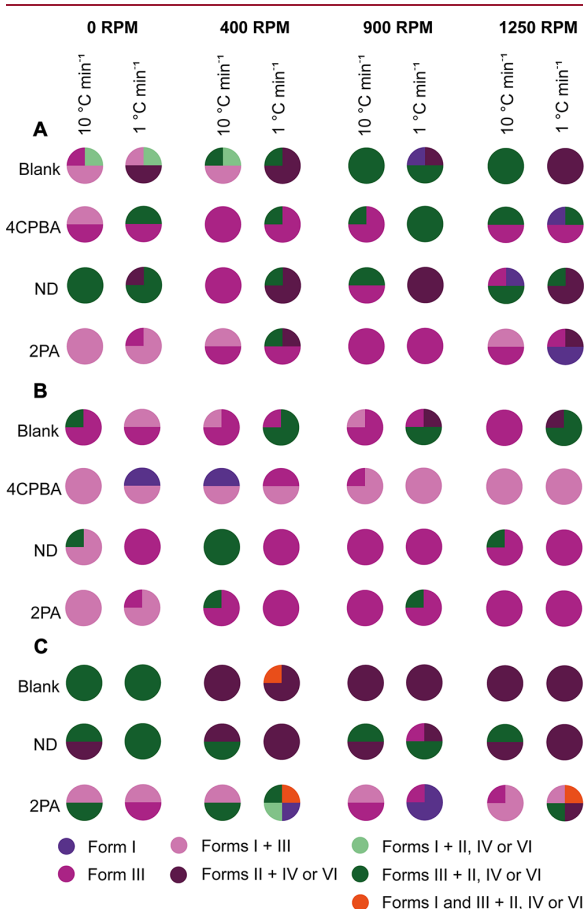 0 RPM 400 RPM 900 RPM 1250 RPM
10 °C min⁻¹ 1 °C min⁻¹ 10 °C min⁻¹ 1 °C min⁻¹ 10 °C min⁻¹ 1 °C min⁻¹ 10 °C min⁻¹ 1 °C min⁻¹
A
Blank
4CPBA
ND
2PA
B
Blank
4CPBA
ND
2PA
C
Blank
ND
2PA
Form I Forms I + III Forms I + II, IV or VI
Form III Forms II + IV or VI Forms III + II, IV or VI
Forms I and III + II, IV or VI